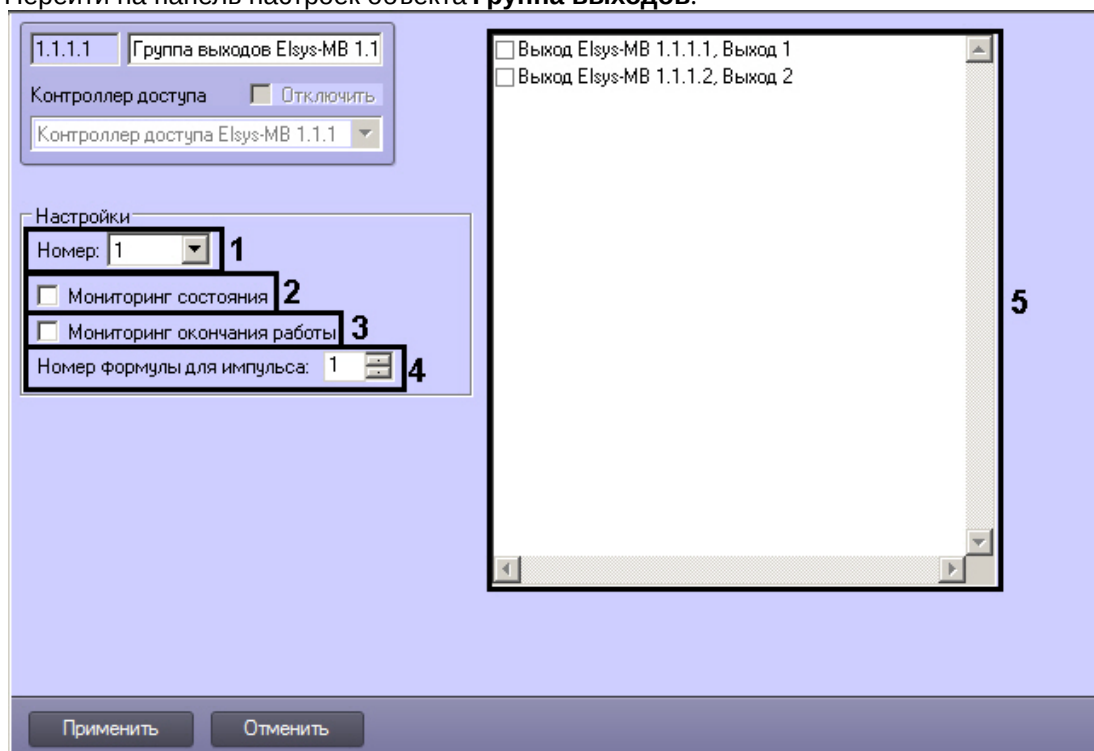 Перейти на панель настроек объекта Группа выходов.
1.1.1.1 Группа выходов Elsys-MB 1.1
Контроллер доступа Отключить
Контроллер доступа Elsys-MB 1.1.1
Настройки
Номер: 1 1
Мониторинг состояния 2
Мониторинг окончания работы 3
Номер формулы для импульса: 1 4
Выход Elsys-MB 1.1.1.1, Выход 1
Выход Elsys-MB 1.1.1.2, Выход 2
5
Применить Отменить